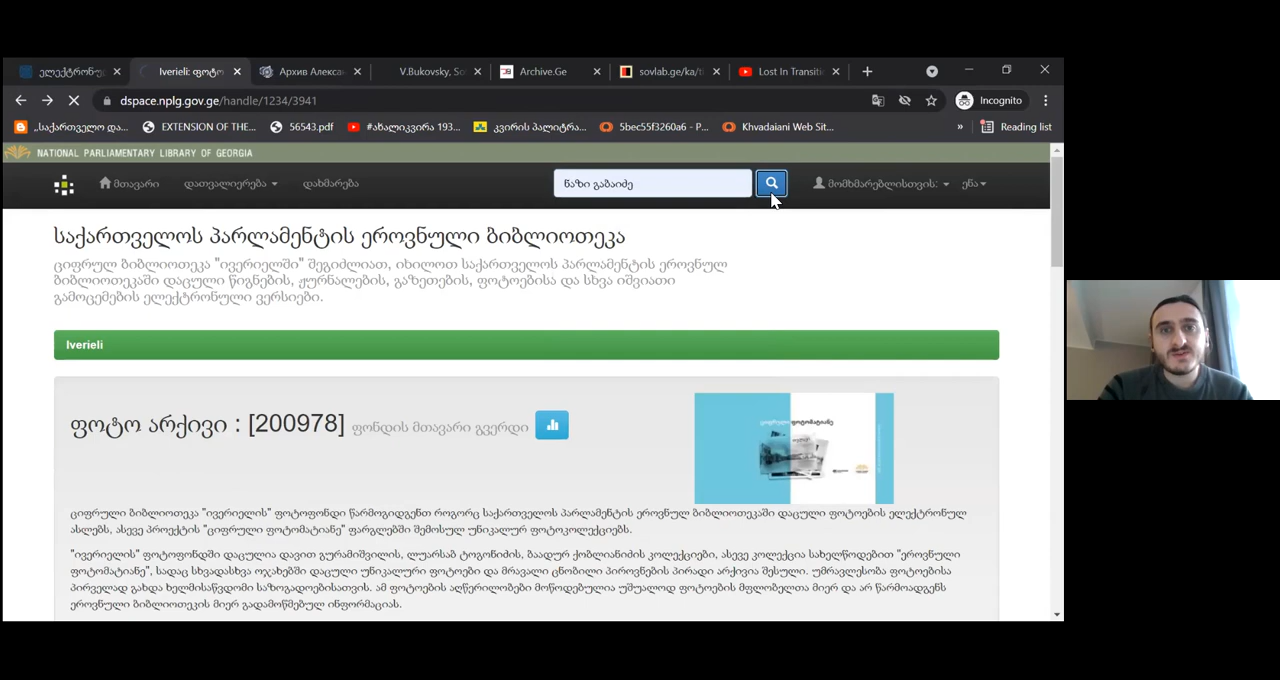 ელექტრონუ
Iverieli: ფოტო
Архив Алекса
V.Bukovsky, So
Archive.Ge
sovlab.ge/ka/t
Lost In Transiti
dspace.nplg.gov.ge/handle/1234/3941
Incognito
„საქართველო და...
EXTENSION OF THE...
56543.pdf
#ახალიკვირა 193...
კვირის პალიტრა...
5bec55f3260a6 - P...
Khvadaiani Web Sit...
»
Reading list
NATIONAL PARLIAMENTARY LIBRARY OF GEORGIA
მთავარი
დათვალიერება
დახმარება
ნაზი გაბაიძე
მომხმარებლისთვის:
ენა
საქართველოს პარლამენტის ეროვნული ბიბლიოთეკა
ციფრულ ბიბლიოთეკა "ივერიელში" შეგიძლიათ, იხილოთ საქართველოს პარლამენტის ეროვნულ
ბიბლიოთეკაში დაცული წიგნების, ჟურნალების, გაზეთების, ფოტოებისა და სხვა იშვიათი
გამოცემების ელექტრონული ვერსიები.
Iverieli
ფოტო არქივი : [200978] ფონდის მთავარი გვერდი
ციფრული ფოტომატიანე
ციფრული ბიბლიოთეკა "ივერიელის" ფოტოფონდი წარმოგიდგენთ როგორც საქართველოს პარლამენტის ეროვნულ ბიბლიოთეკაში დაცული ფოტოების ელექტრონულ
ასლებს, ასევე პროექტის "ციფრული ფოტომატიანე" ფარგლებში შემოსულ უნიკალურ ფოტოკოლექციებს.
"ივერიელის" ფოტოფონდში დაცულია დავით გურამიშვილის, ლუარსაბ ტოგონიძის, ბაადურ ქობლიანიძის კოლექციები, ასევე კოლექცია სახელწოდებით "ეროვნული
ფოტომატიანე", სადაც სხვადასხვა ოჯახებში დაცული უნიკალური ფოტოები და მრავალი ცნობილი პიროვნების პირადი არქივია შესული. უმრავლესობა ფოტოებისა
პირველად გახდა ხელმისაწვდომი საზოგადოებისათვის. ამ ფოტოების აღწერილობები მოწოდებულია უშუალოდ ფოტოების მფლობელთა მიერ და არ წარმოადგენს
ეროვნული ბიბლიოთეკის მიერ გადამოწმებულ ინფორმაციას.